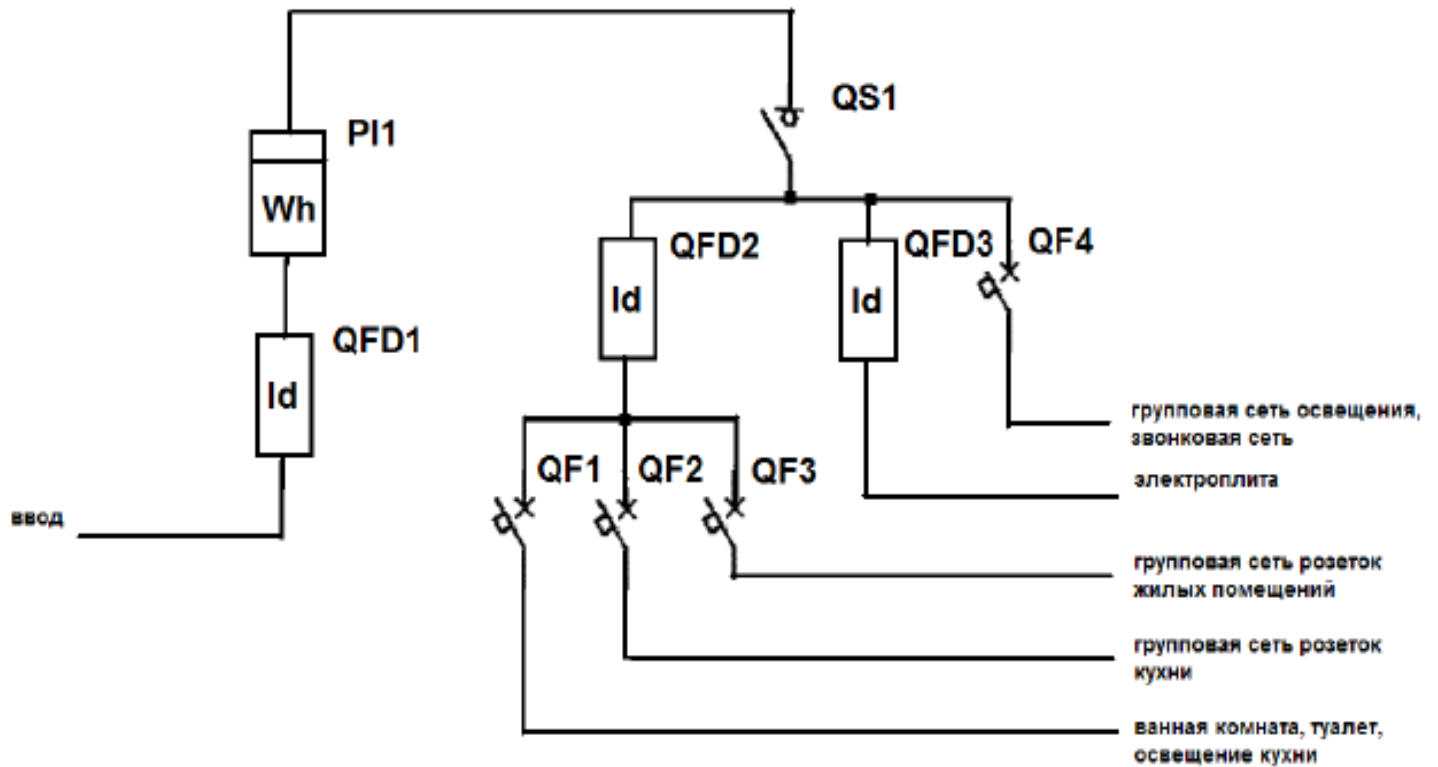 QS1
PI1
Wh
QFD2
QFD3
QF4
Id
Id
QFD1
Id
групповая сеть освещения,
звонковая сеть
QF1
QF2
QF3
электроплита
ввод
групповая сеть розеток
жилых помещений
групповая сеть розеток
кухни
ванная комната, туалет,
освещение кухни